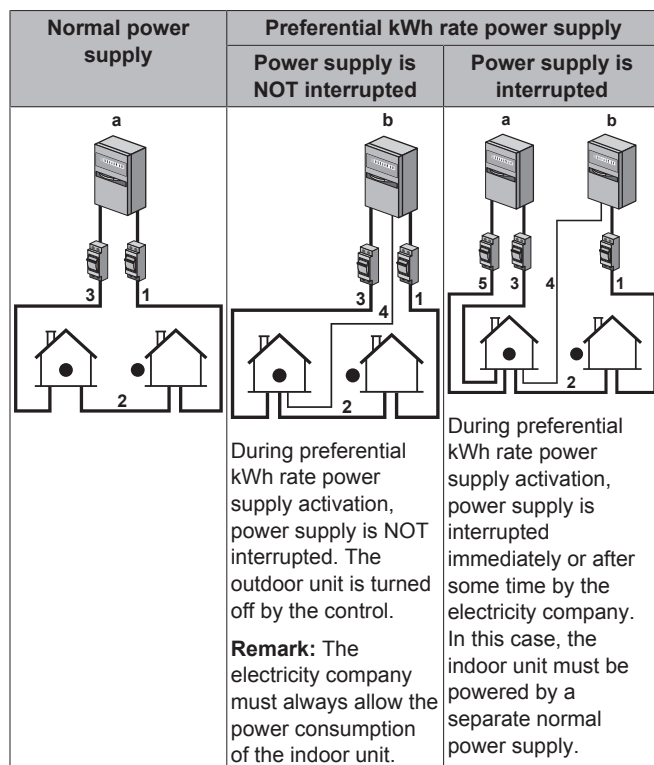 Normal power
supply
Preferential kWh rate power supply
Power supply is
NOT interrupted
Power supply is
interrupted
a
3
1
2
b
3
4
1
2
a
b
5
3
4
1
2
During preferential
kWh rate power
supply activation,
power supply is NOT
interrupted. The
outdoor unit is turned
off by the control.
Remark: The
electricity company
must always allow the
power consumption
of the indoor unit.
During preferential
kWh rate power
supply activation,
power supply is
interrupted
immediately or after
some time by the
electricity company.
In this case, the
indoor unit must be
powered by a
separate normal
power supply.